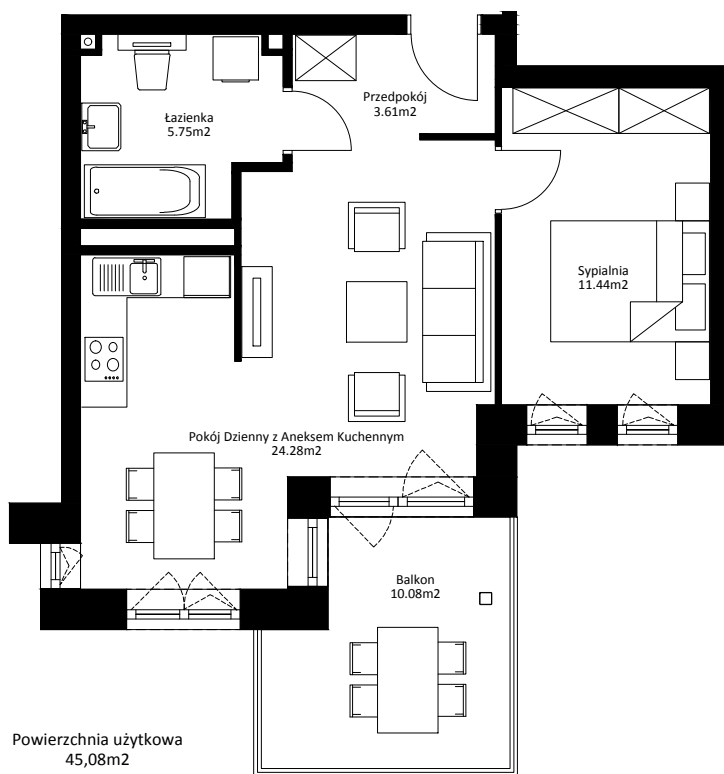 Przedpokój
3.61m2
Łazienka
5.75m2
Sypialnia
11.44m2
Pokój Dzienny z Aneksem Kuchennym
24.28m2
Balkon
10.08m2
Powierzchnia użytkowa
45,08m2